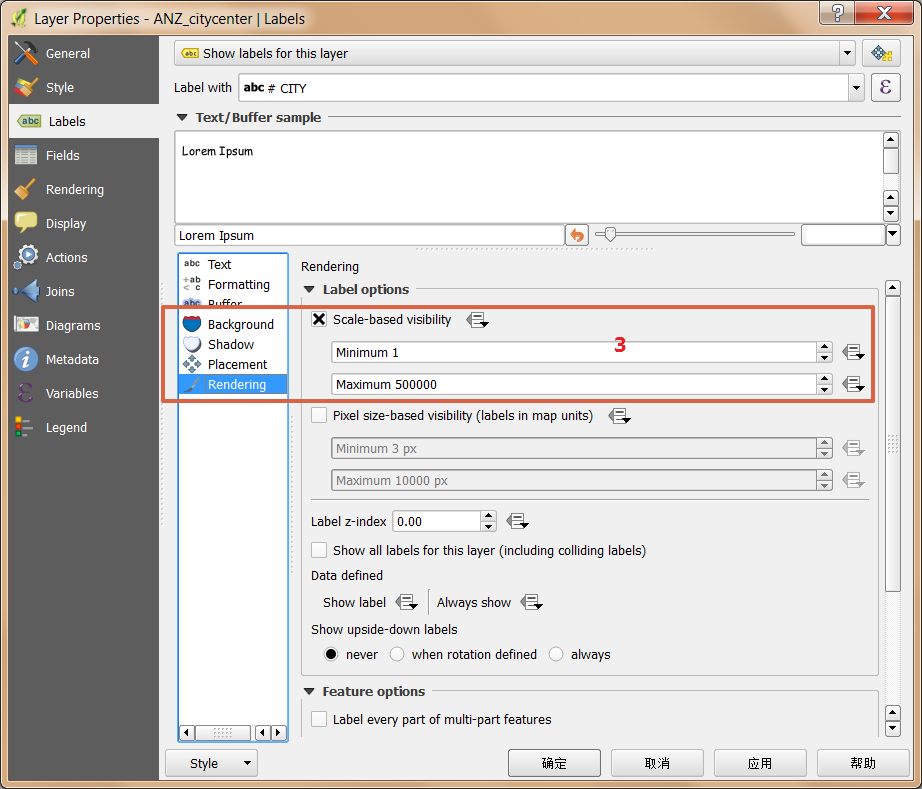 Layer Properties - ANZ_citycenter | Labels
General
Style
Labels
Fields
Rendering
Display
Actions
Joins
Diagrams
Metadata
Variables
Legend
abc Show labels for this layer
Label with abc # CITY ε
Text/Buffer sample
Lorem Ipsum
Lorem Ipsum
abc Text
+ab < c Formatting
abc Buffer
Background
Shadow
Placement
Rendering
Rendering
Label options
Scale-based visibility
Minimum 1
3
Maximum 500000
Pixel size-based visibility (labels in map units)
Minimum 3 px
Maximum 10000 px
Label z-index 0.00
Show all labels for this layer (including colliding labels)
Data defined
Show label Always show
Show upside-down labels
never when rotation defined always
Feature options
Label every part of multi-part features
Style 确定 取消 应用 帮助